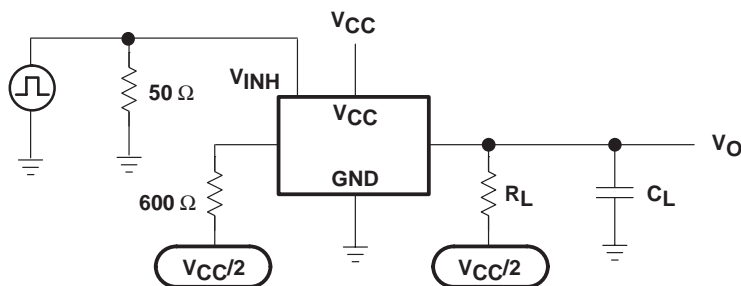 VCC
VINH
50 Ω
VCC
VO
GND
600 Ω
RL
CL
VCC/2
VCC/2